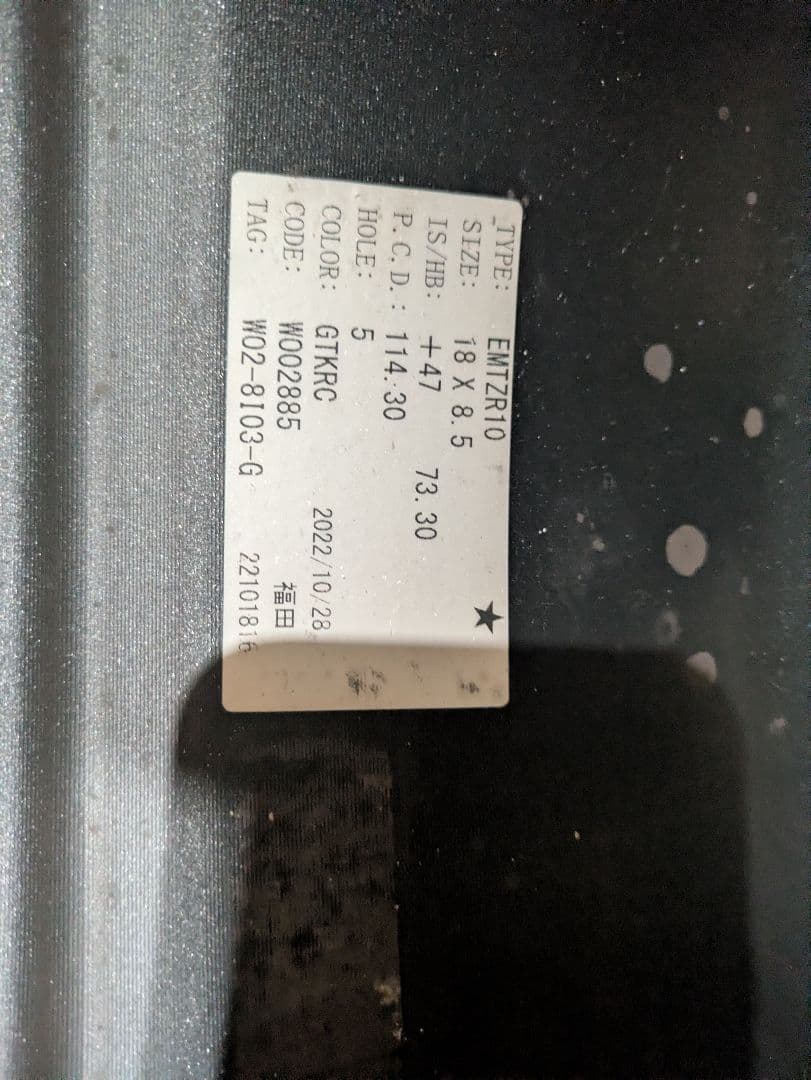 TYPE: EMTZR10
SIZE: 18 X 8.5 ★
IS/HB: +47 73.30
P.C.D.: 114.30
HOLE: 5
COLOR: GTKRC 2022/10/28
CODE: W002885 福田
TAG: W02-8I03-G 22101816